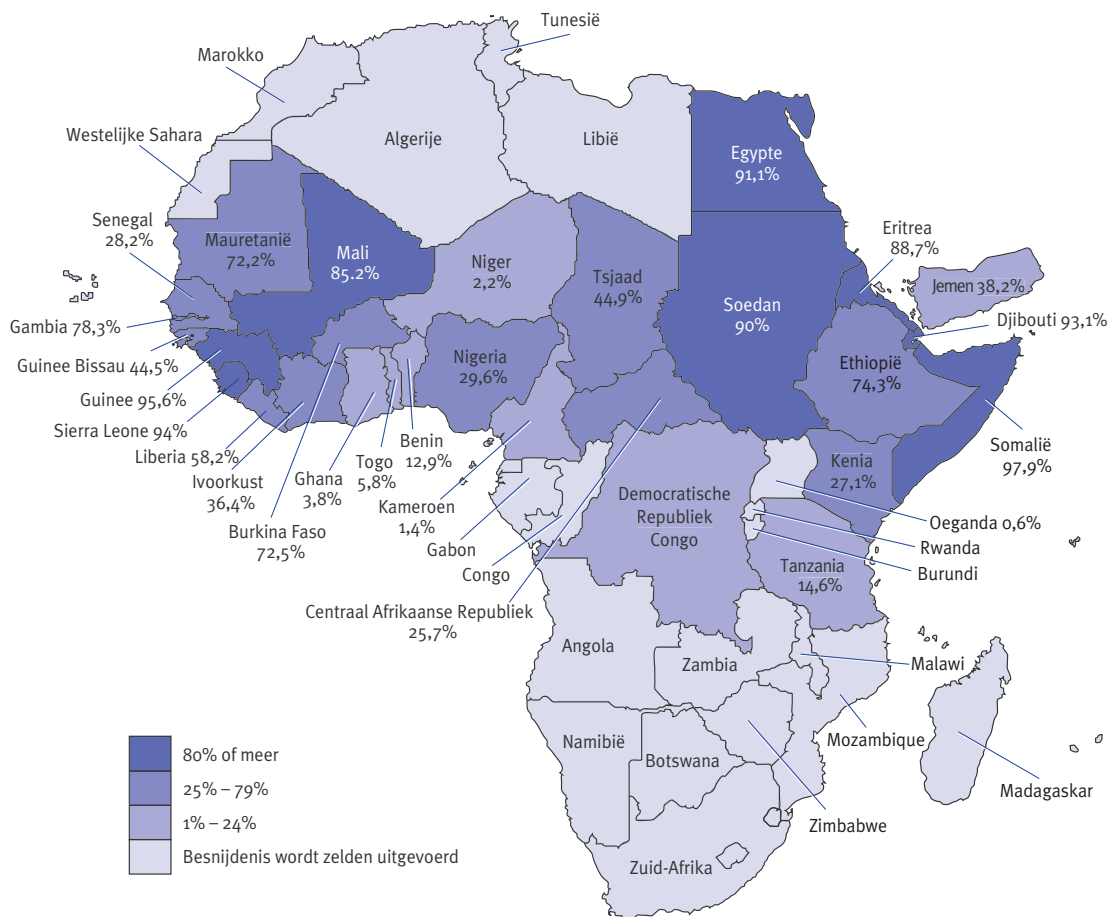 Tunesië
Marokko
Westelijke Sahara
Algerije
Libië
Egypte
91,1%
Senegal
28,2%
Mauretanië
72,2%
Mali
85.2%
Niger
2,2%
Tsjaad
44,9%
Soedan
90%
Eritrea
88,7%
Jemen 38,2%
Djibouti 93,1%
Gambia 78,3%
Guinee Bissau 44,5%
Guinee 95,6%
Sierra Leone 94%
Liberia 58,2%
Ivoorkust
36,4%
Burkina Faso
72,5%
Ghana
3,8%
Togo
5,8%
Benin
12,9%
Nigeria
29,6%
Kameroen
1,4%
Gabon
Congo
Centraal Afrikaanse Republiek
25,7%
Democratische
Republiek
Congo
Ethiopië
74,3%
Somalië
97,9%
Kenia
27,1%
Oeganda 0,6%
Rwanda
Burundi
Tanzania
14,6%
Angola
Zambia
Malawi
Mozambique
Madagaskar
Zimbabwe
Namibië
Botswana
Zuid-Afrika
80% of meer
25% – 79%
1% – 24%
Besnijdenis wordt zelden uitgevoerd